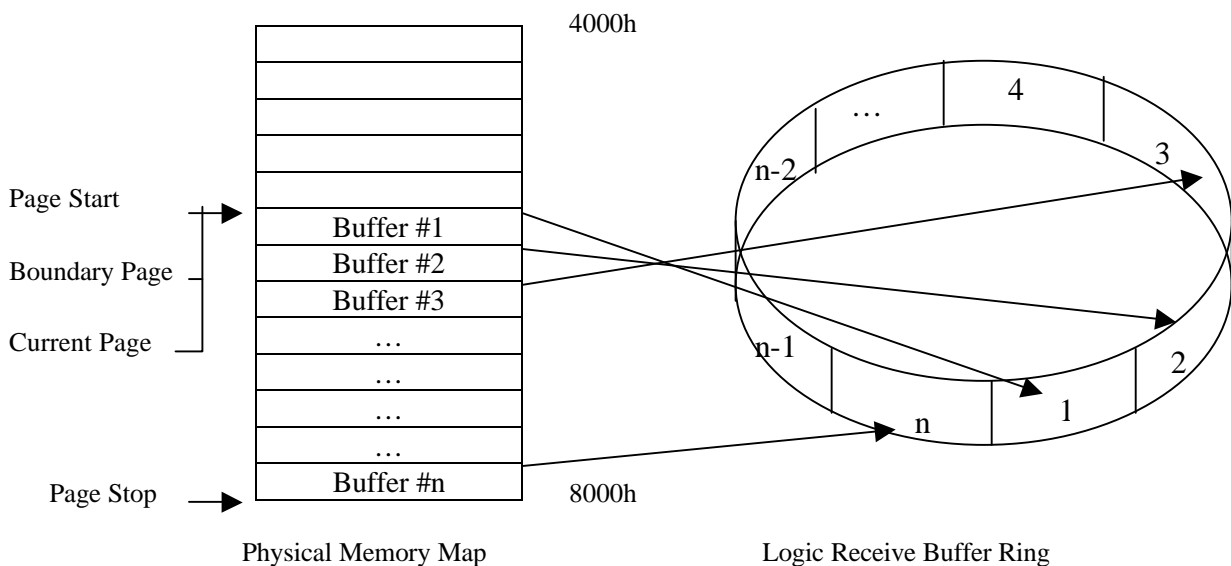 4000h
4
…
3
n-2
Page Start
Buffer #1
Boundary Page
Buffer #2
Buffer #3
Current Page
…
n-1
2
…
…
1
n
…
Page Stop
Buffer #n
8000h
Physical Memory Map
Logic Receive Buffer Ring